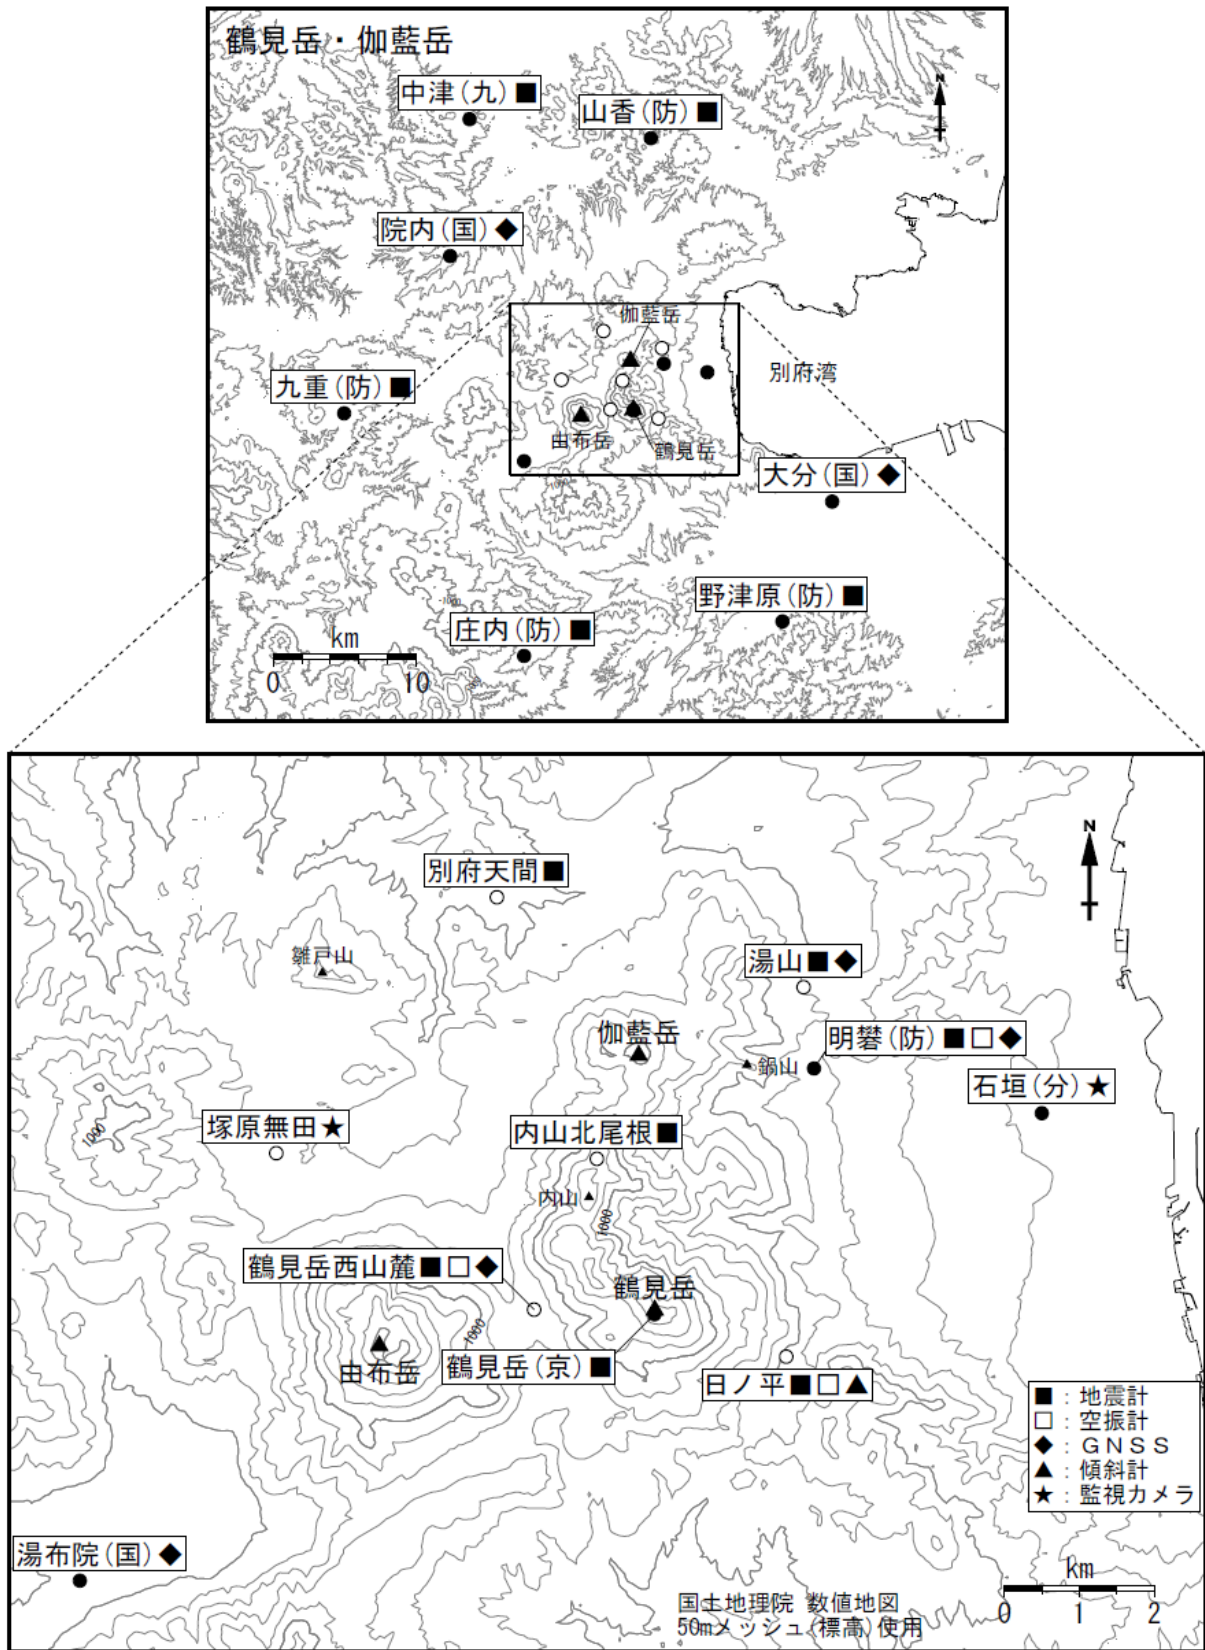 鶴見岳・伽藍岳
中津(九)■
山香(防)■
N
院内(国)◆
伽藍岳
別府湾
九重(防)■
由布岳
鶴見岳
大分(国)◆
野津原(防)■
庄内(防)■
km
0 10
別府天間■
N
雛戸山
湯山■◆
伽藍岳
明礬(防)■□◆
鍋山
石垣(分)★
塚原無田★
1000
内山北尾根■
内山
1000
鶴見岳西山麓■□◆
鶴見岳
1000
由布岳
鶴見岳(京)■
日ノ平■□▲
■：地震計
□：空振計
◆：ＧＮＳＳ
▲：傾斜計
★：監視カメラ
湯布院(国)◆
km
0 1 2
国土地理院 数値地図
50mメッシュ(標高)使用